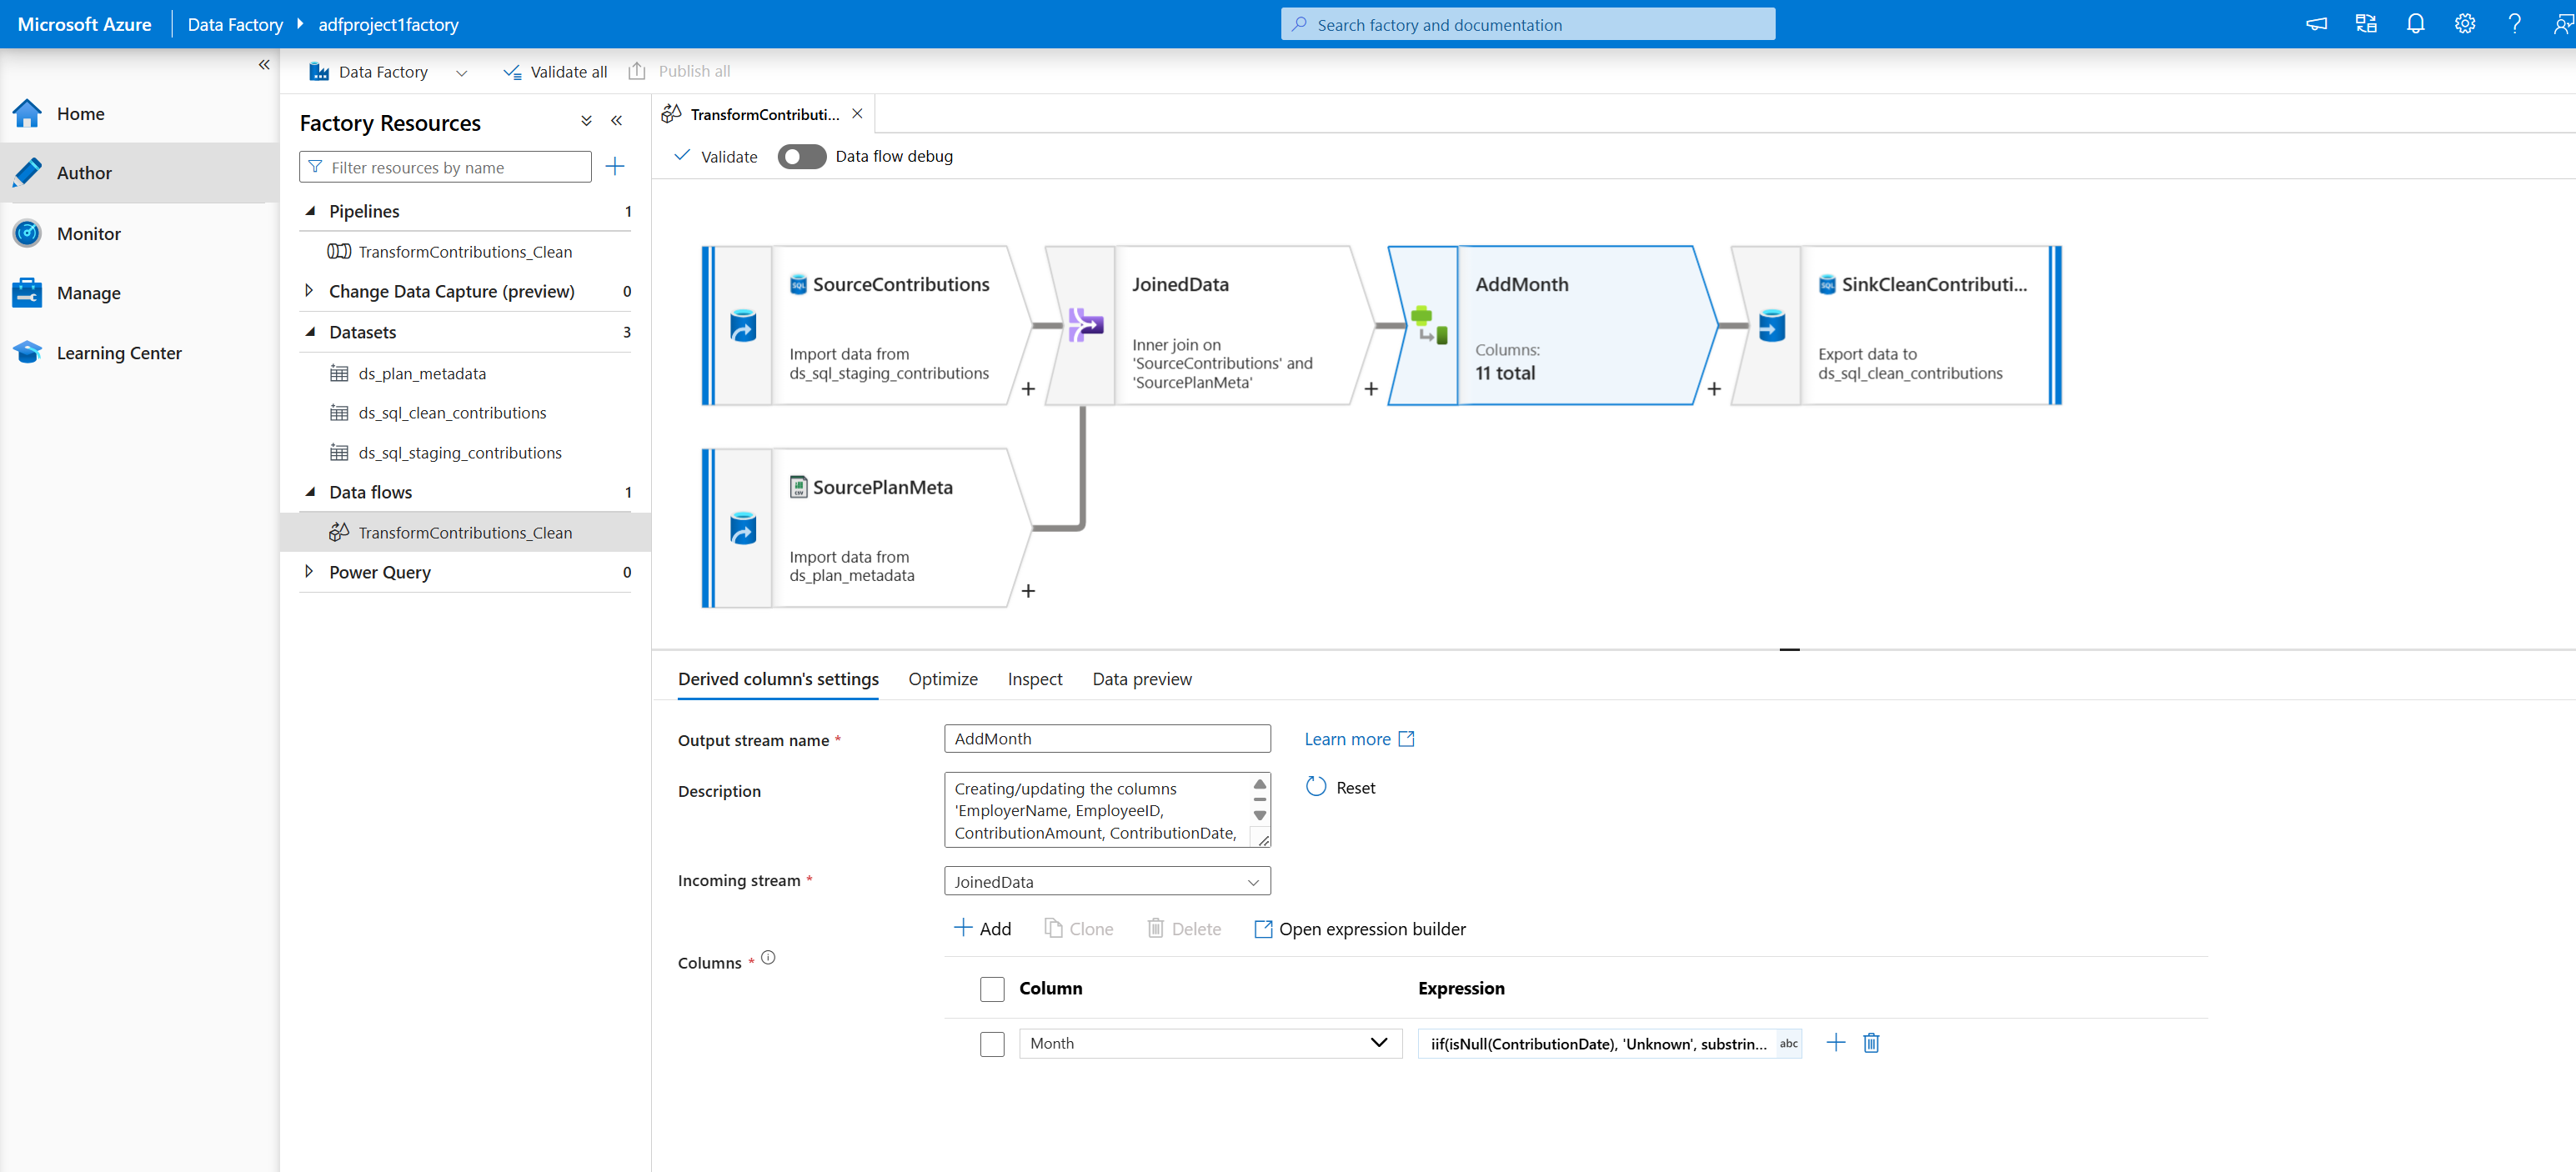 Microsoft Azure
Data Factory
adfproject1factory
Search factory and documentation
Home
Author
Monitor
Manage
Learning Center
Data Factory
Validate all
Publish all
Factory Resources
Filter resources by name
Pipelines 1
TransformContributions_Clean
Change Data Capture (preview) 0
Datasets 3
ds_plan_metadata
ds_sql_clean_contributions
ds_sql_staging_contributions
Data flows 1
TransformContributions_Clean
Power Query 0
TransformContributi...
Validate
Data flow debug
SQL SourceContributions
Import data from
ds_sql_staging_contributions
+
JoinedData
Inner join on
'SourceContributions' and
'SourcePlanMeta'
+
AddMonth
Columns:
11 total
+
SQL SinkCleanContributi...
Export data to
ds_sql_clean_contributions
SourcePlanMeta
Import data from
ds_plan_metadata
+
Derived column's settings
Optimize
Inspect
Data preview
Output stream name *
AddMonth
Learn more
Description
Creating/updating the columns
'EmployerName, EmployeeID,
ContributionAmount, ContributionDate,
Reset
Incoming stream *
JoinedData
Add
Clone
Delete
Open expression builder
Columns *
Column
Expression
Month
iif(isNull(ContributionDate), 'Unknown', substrin...
abc